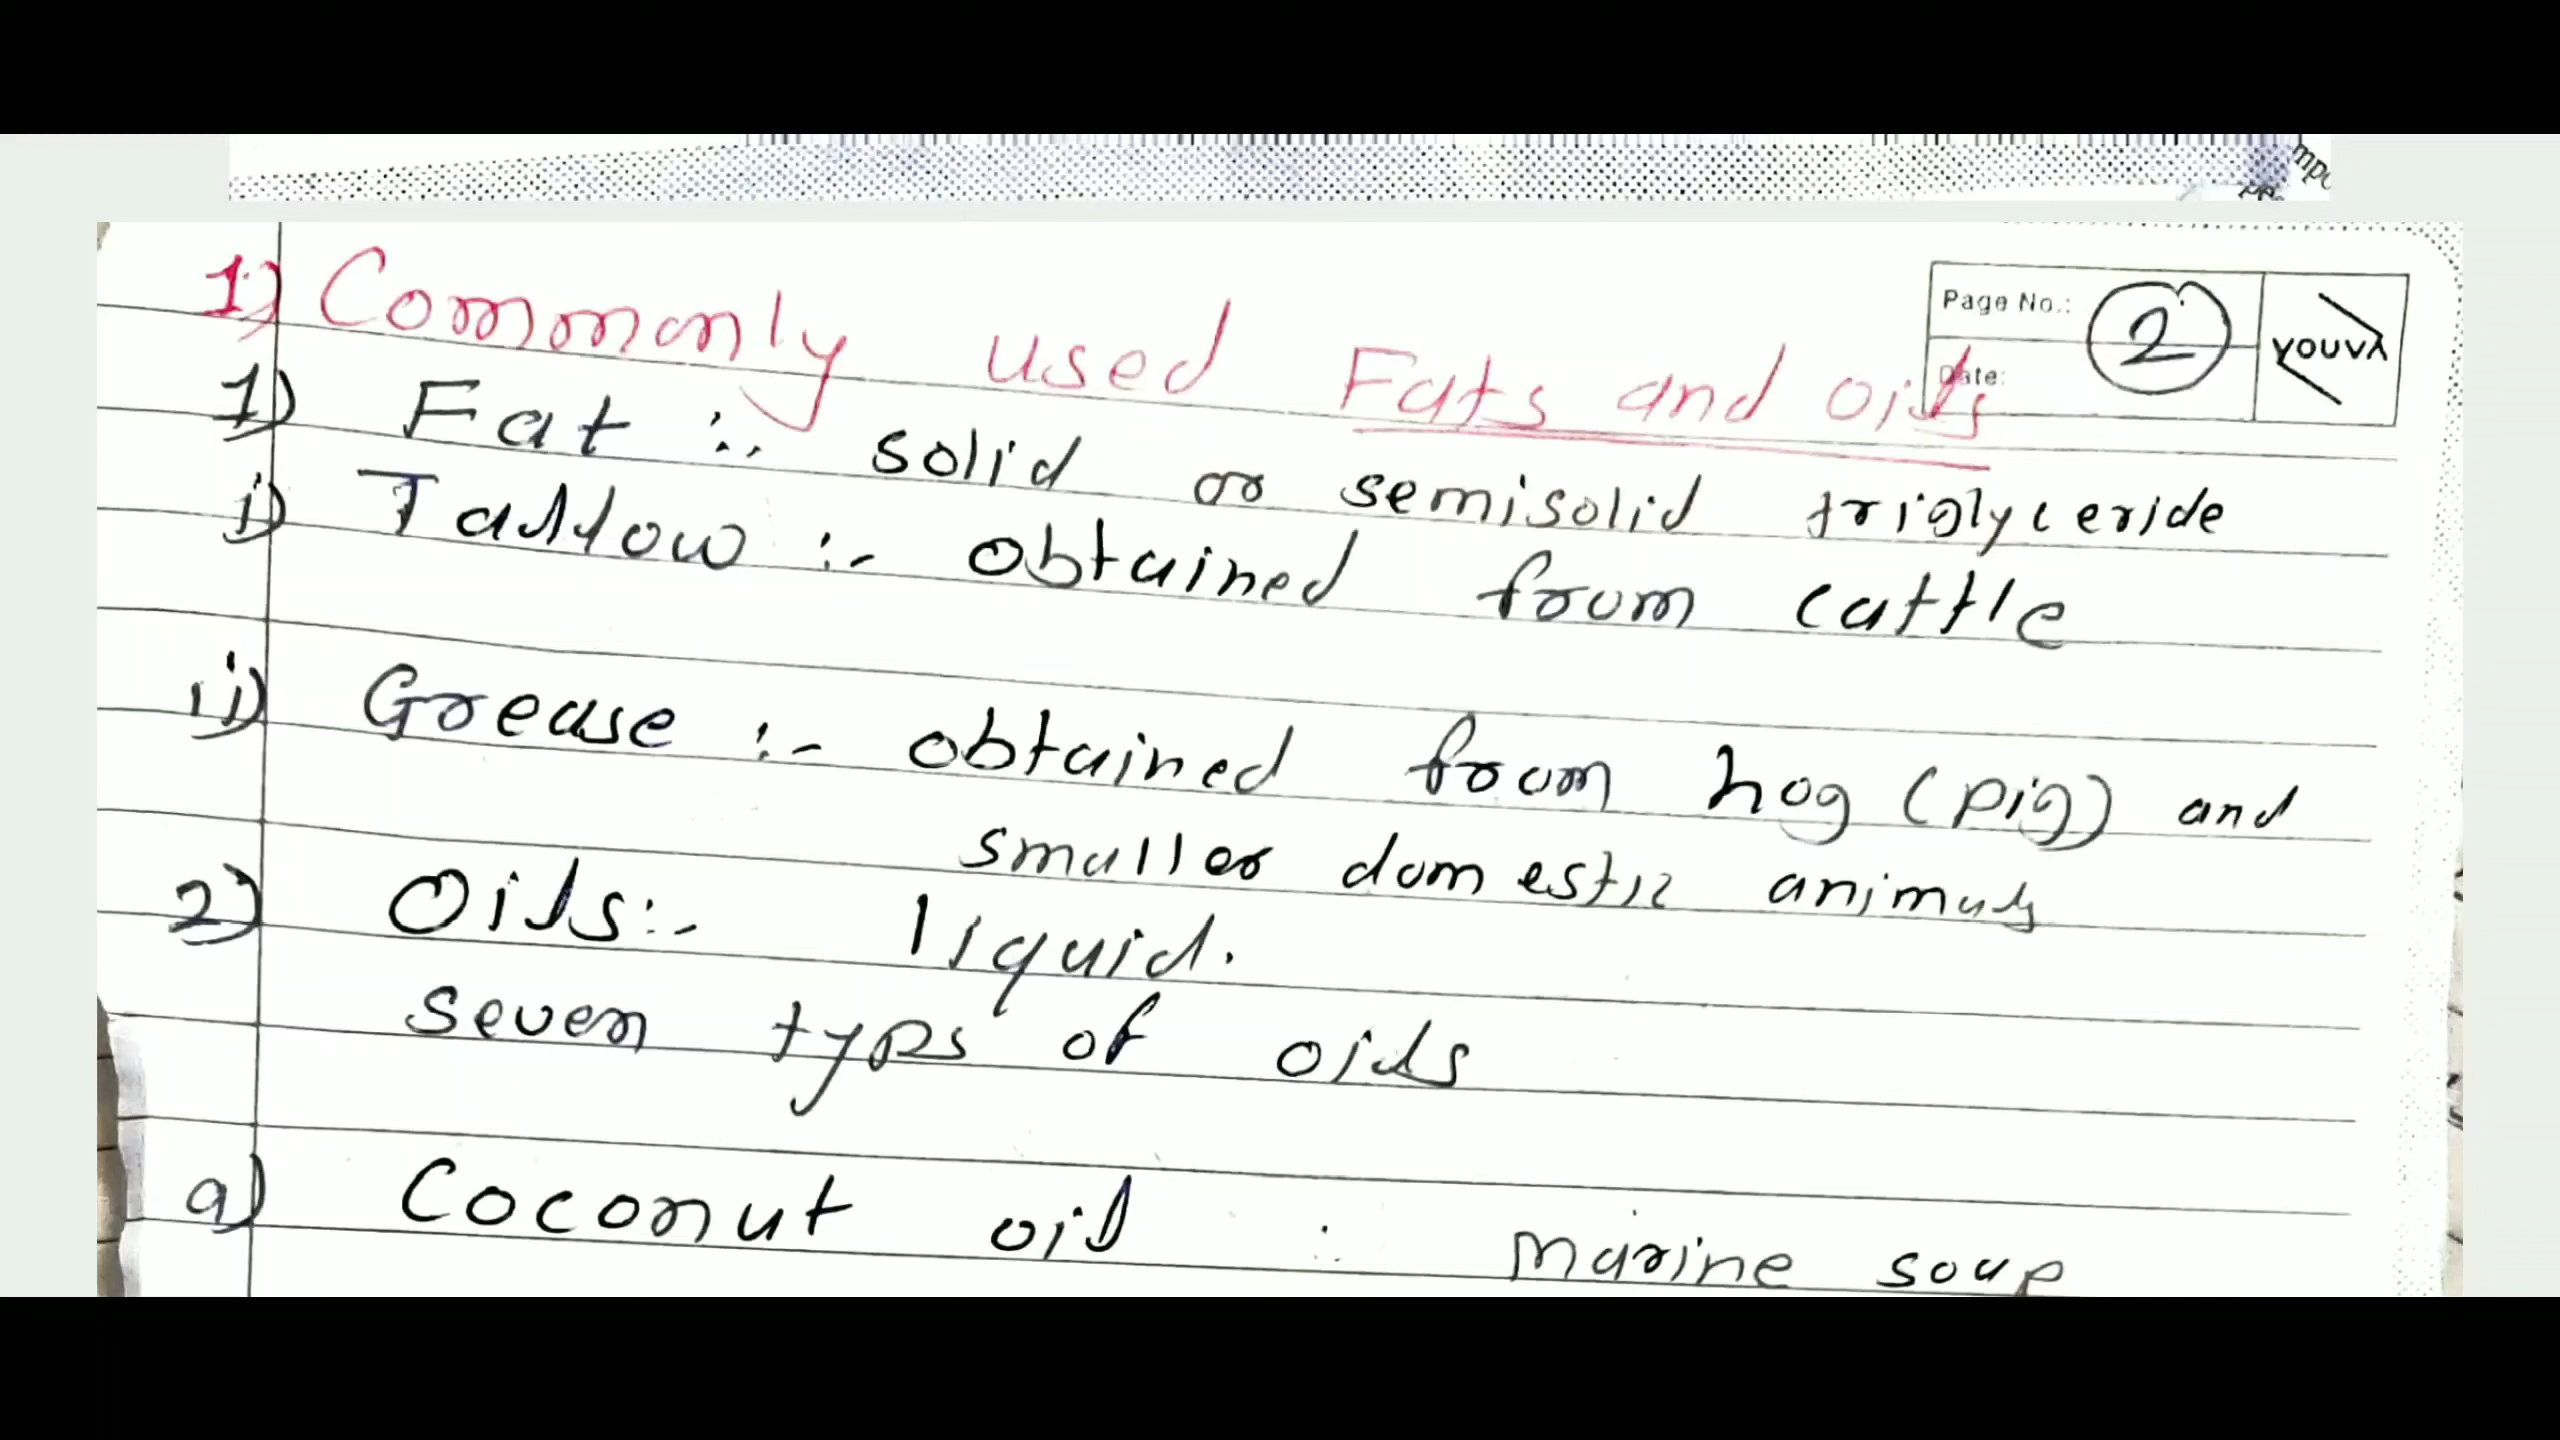 Page No.: 2
Date:
YOUVA
1) Commonly used Fats and oils
1) Fat :- solid or semisolid triglyceride
i) Tallow :- obtained from cattle
ii) Grease :- obtained from hog (pig) and
smaller domestic animals
2) Oils:- liquid.
seven typs of oils
a) Coconut oil : marine soap